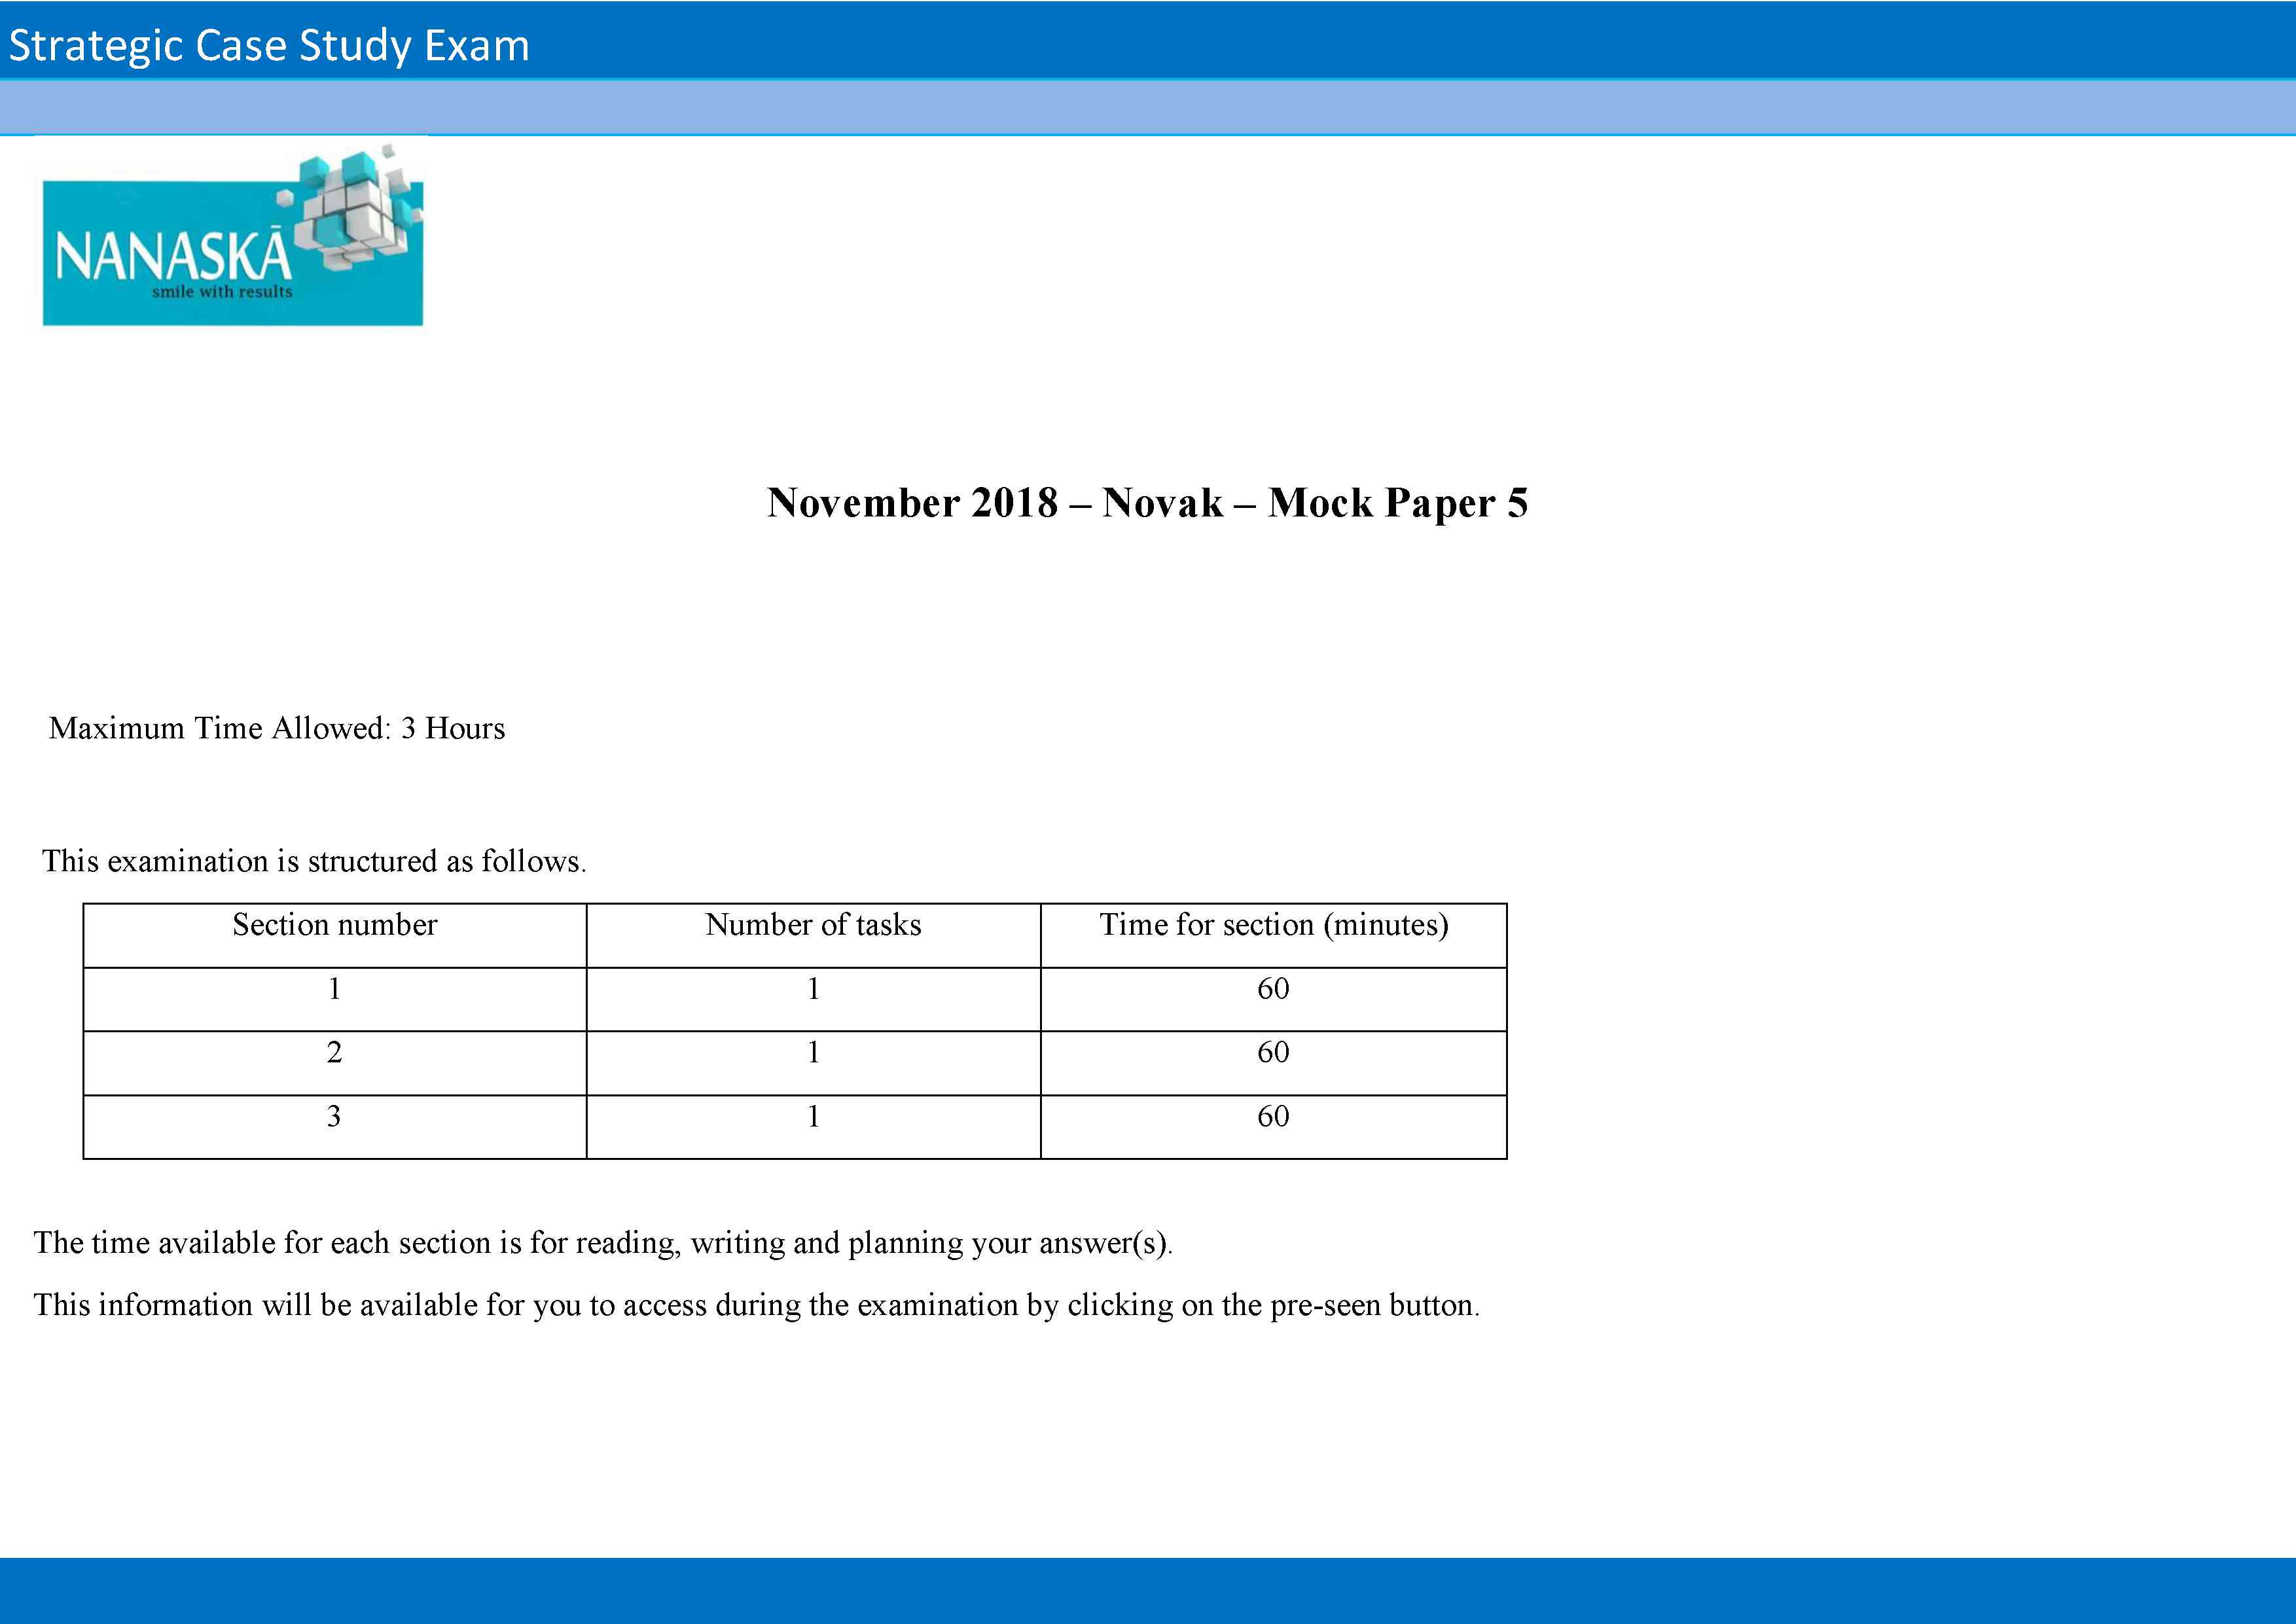 Strategic Case Study Exam
NANASKĀ
smile with results
November 2018 – Novak – Mock Paper 5
Maximum Time Allowed: 3 Hours
This examination is structured as follows.
Section number Number of tasks Time for section (minutes)
1 1 60
2 1 60
3 1 60
The time available for each section is for reading, writing and planning your answer(s).
This information will be available for you to access during the examination by clicking on the pre-seen button.